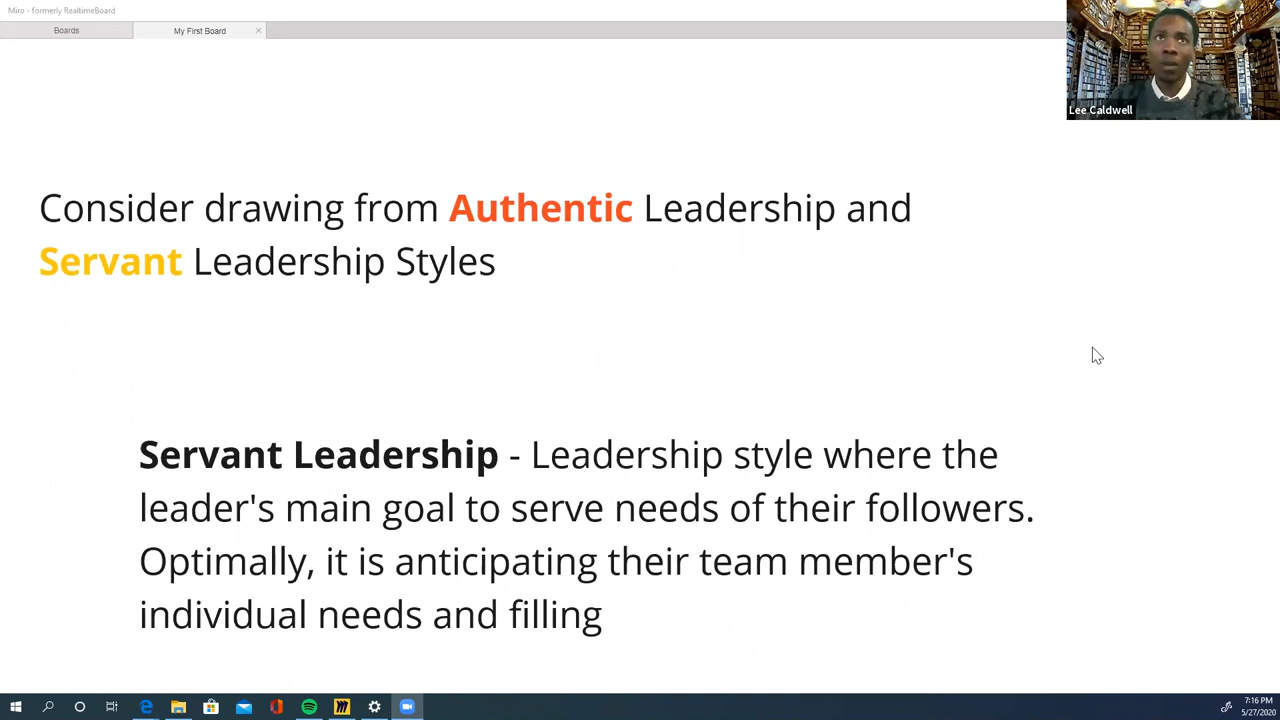 Miro - formerly RealtimeBoard
Boards
My First Board
Lee Caldwell
Consider drawing from Authentic Leadership and
Servant Leadership Styles
Servant Leadership - Leadership style where the
leader's main goal to serve needs of their followers.
Optimally, it is anticipating their team member's
individual needs and filling
7:16 PM
5/27/2020